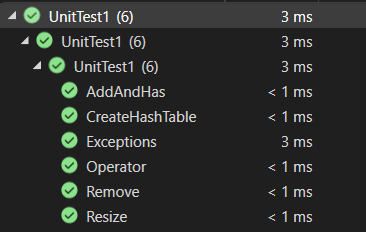 UnitTest1 (6) 3 ms
UnitTest1 (6) 3 ms
UnitTest1 (6) 3 ms
AddAndHas < 1 ms
CreateHashTable < 1 ms
Exceptions 3 ms
Operator < 1 ms
Remove < 1 ms
Resize < 1 ms